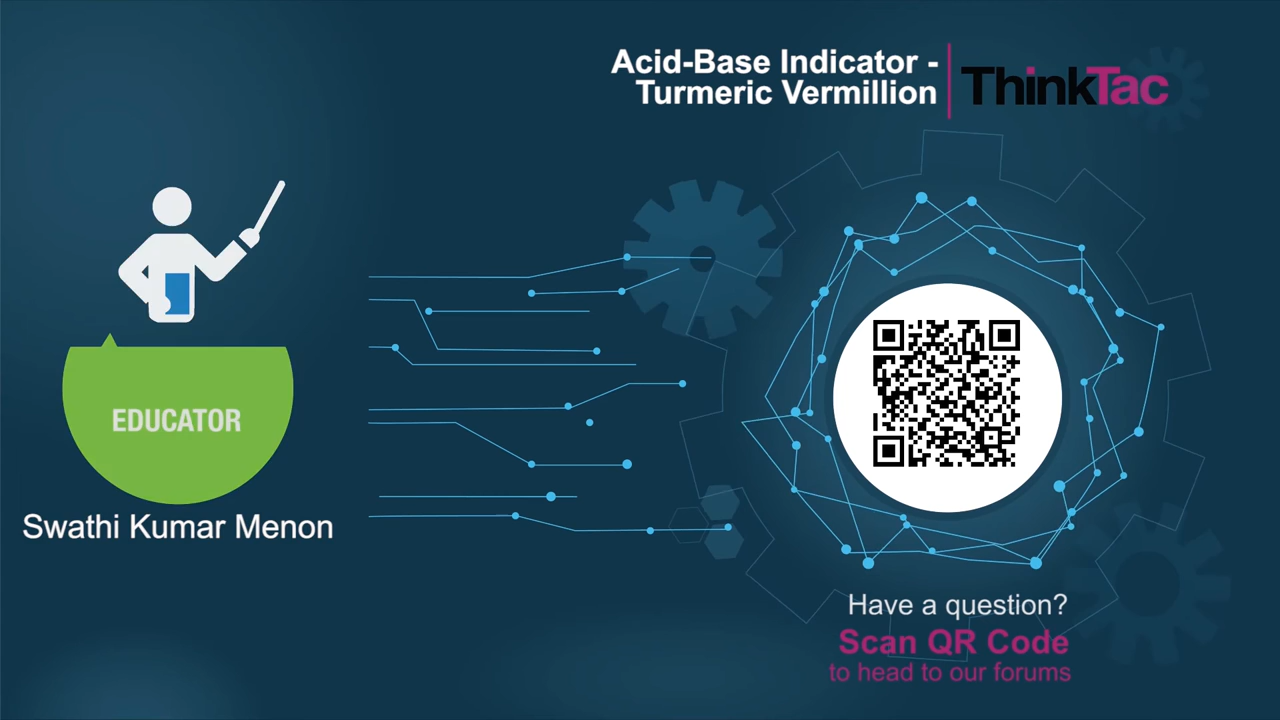 Acid-Base Indicator -
Turmeric Vermillion
ThinkTac
EDUCATOR
Swathi Kumar Menon
Have a question?
Scan QR Code
to head to our forums